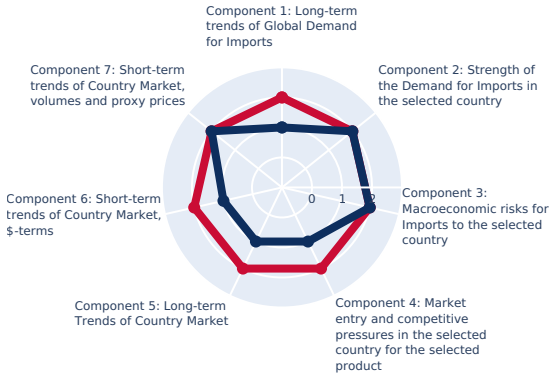 Component 1: Long-term
trends of Global Demand
for Imports
Component 2: Strength of
the Demand for Imports in
the selected country
Component 3:
Macroeconomic risks for
Imports to the selected
country
Component 4: Market
entry and competitive
pressures in the selected
country for the selected
product
Component 5: Long-term
Trends of Country Market
Component 6: Short-term
trends of Country Market,
$-terms
Component 7: Short-term
trends of Country Market,
volumes and proxy prices
0 1 2